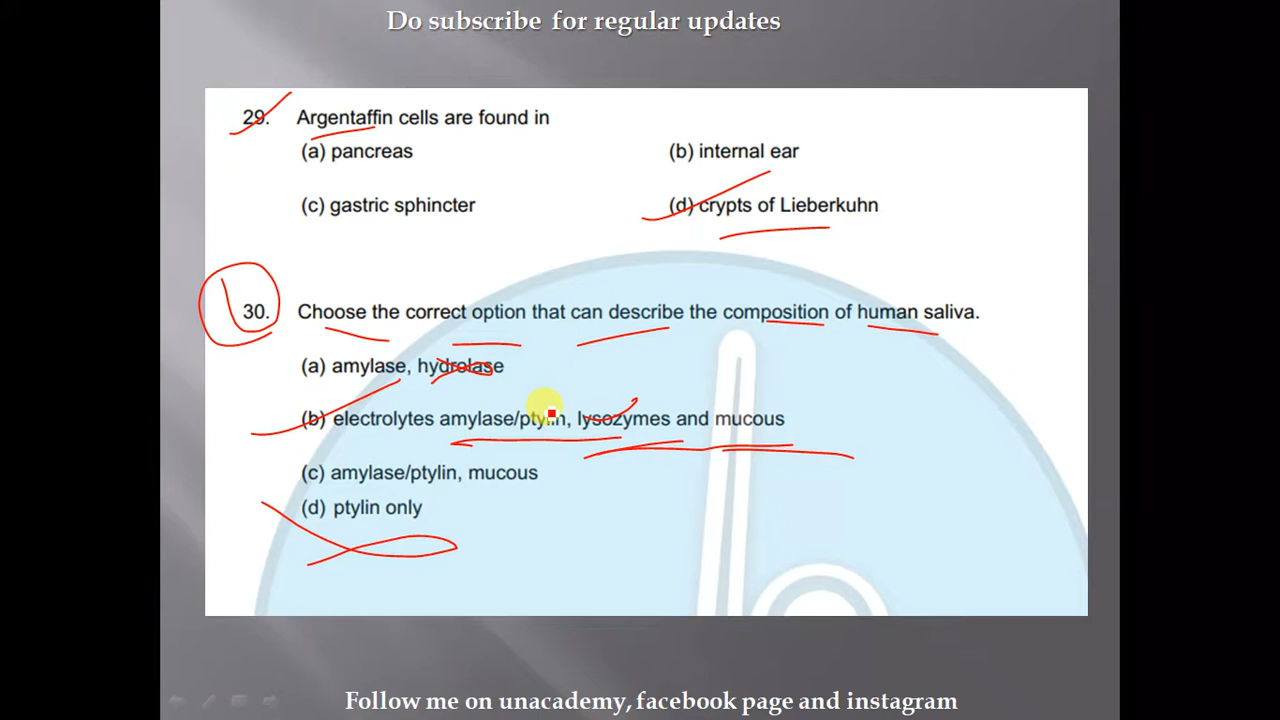 Do subscribe for regular updates
29. Argentaffin cells are found in
(a) pancreas (b) internal ear
(c) gastric sphincter (d) crypts of Lieberkuhn
30. Choose the correct option that can describe the composition of human saliva.
(a) amylase, hydrolase
(b) electrolytes amylase/ptylin, lysozymes and mucous
(c) amylase/ptylin, mucous
(d) ptylin only
Follow me on unacademy, facebook page and instagram